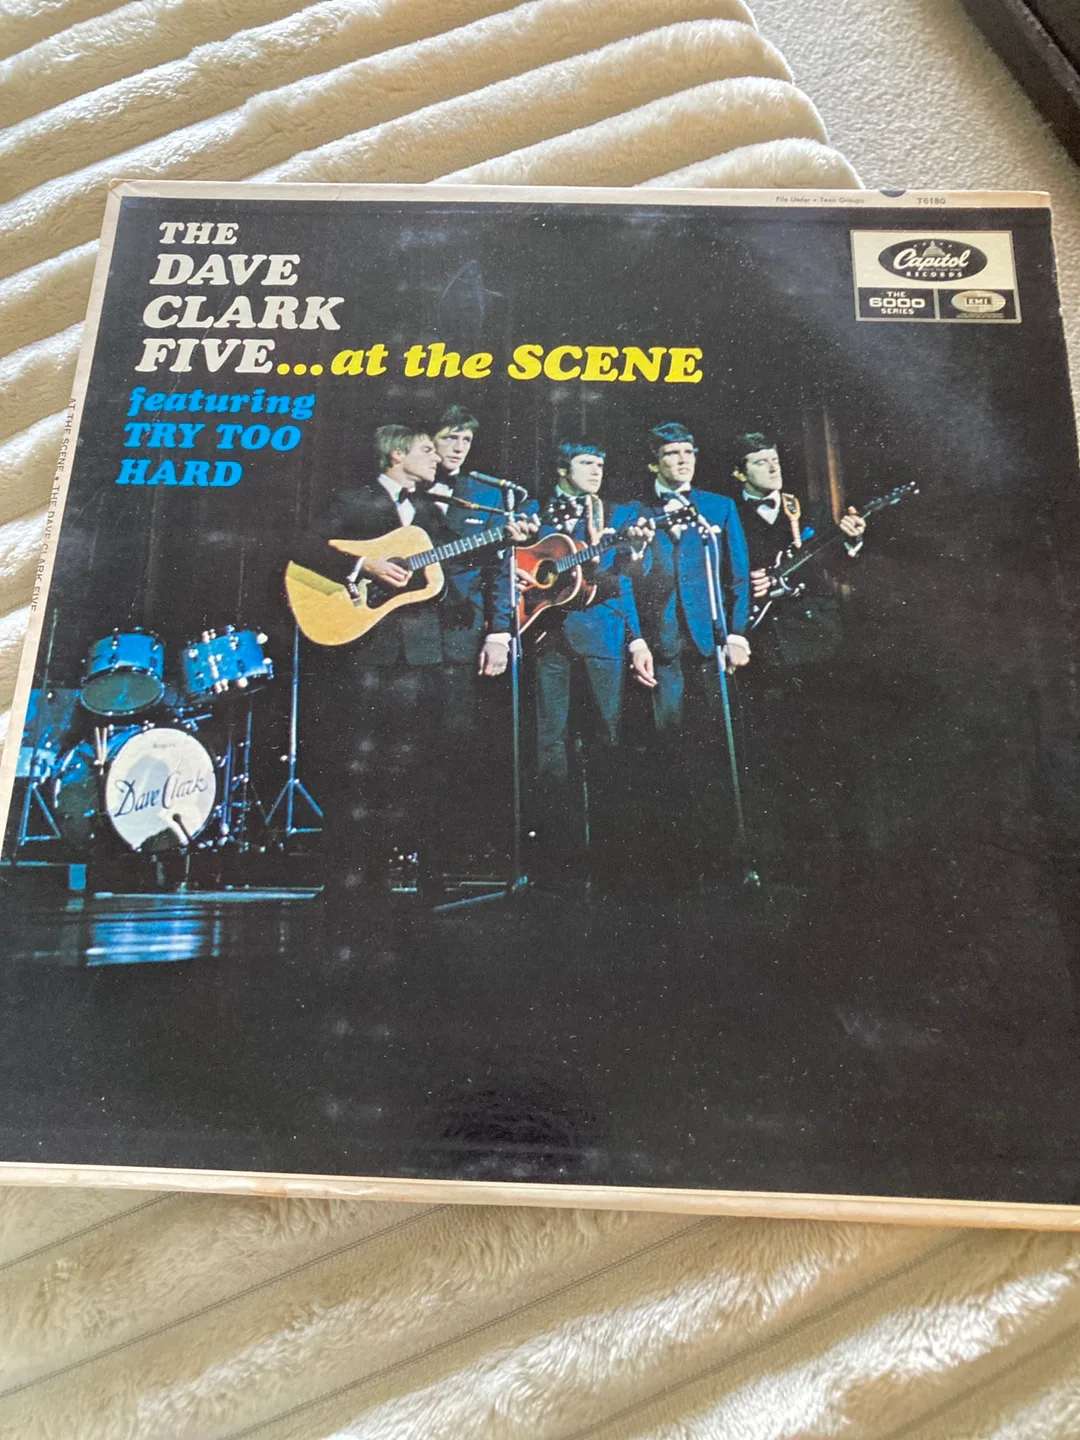 File Under • Teen Groups
T6180
THE
DAVE
CLARK
FIVE...at the SCENE
featuring
TRY TOO
HARD
Capitol
RECORDS
THE
6000
SERIES
EMI
AT THE SCENE • THE DAVE CLARK FIVE
Dave Clark